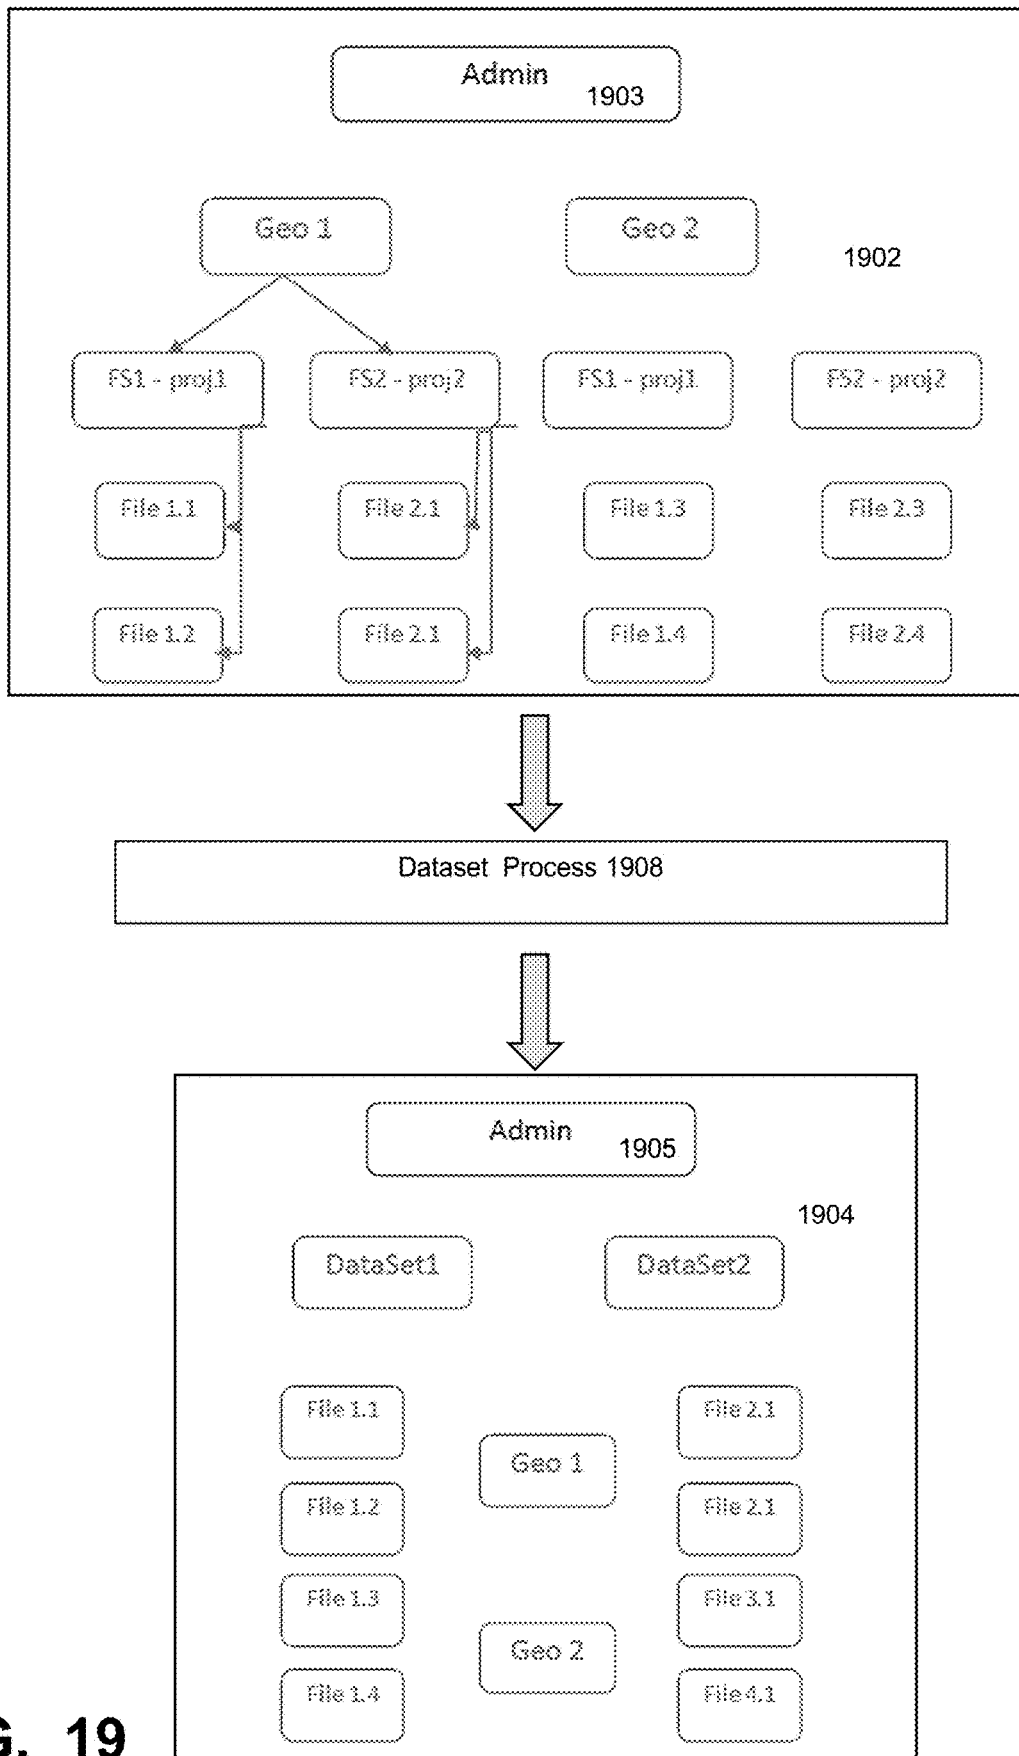 Admin
1903
Geo 1
Geo 2
1902
FS1 - proj1
FS2 - proj2
FS1 - proj1
FS2 - proj2
File 1.1
File 2.1
File 1.3
File 2.3
File 1.2
File 2.1
File 1.4
File 2.4
Dataset Process 1908
Admin
1905
1904
DataSet1
DataSet2
File 1.1
File 2.1
Geo 1
File 1.2
File 2.1
File 1.3
File 3.1
Geo 2
File 1.4
File 4.1
G. 19